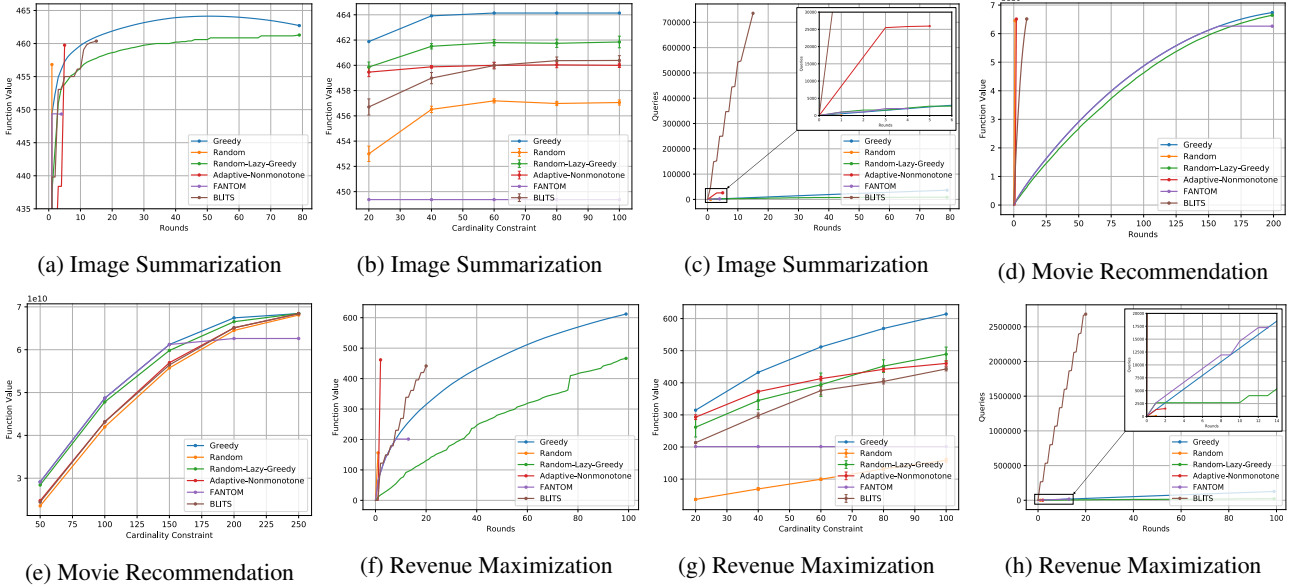 464
462
460
458
456
454
452
450
20 40 60 80 100
Cardinality Constraint
Function Value
Greedy
Random
Random-Lazy-Greedy
Adaptive-Nonmonotone
FANTOM
BLITS
465
460
455
450
445
440
435
0 10 20 30 40 50 60 70 80
Rounds
Function Value
Greedy
Random
Random-Lazy-Greedy
Adaptive-Nonmonotone
FANTOM
BLITS
700000
600000
500000
400000
300000
200000
100000
0
0 10 20 30 40 50 60 70 80
Rounds
Queries
Greedy
Random
Random-Lazy-Greedy
Adaptive-Nonmonotone
FANTOM
BLITS
7
6
5
4
3
2
1
0
0 25 50 75 100 125 150 175 200
Rounds
Function Value
Greedy
Random
Random-Lazy-Greedy
Adaptive-Nonmonotone
FANTOM
BLITS
(a) Image Summarization
(b) Image Summarization
(c) Image Summarization
(d) Movie Recommendation
1e10
7
6
5
4
3
50 75 100 125 150 175 200 225 250
Cardinality Constraint
Function Value
Greedy
Random
Random-Lazy-Greedy
Adaptive-Nonmonotone
FANTOM
BLITS
600
500
400
300
200
100
0
0 20 40 60 80 100
Rounds
Function Value
Greedy
Random
Random-Lazy-Greedy
Adaptive-Nonmonotone
FANTOM
BLITS
600
500
400
300
200
100
20 30 40 50 60 70 80 90 100
Cardinality Constraint
Function Value
Greedy
Random
Random-Lazy-Greedy
Adaptive-Nonmonotone
FANTOM
BLITS
2500000
2000000
1500000
1000000
500000
0
0 20 40 60 80 100
Rounds
Queries
Greedy
Random
Random-Lazy-Greedy
Adaptive-Nonmonotone
FANTOM
BLITS
(e) Movie Recommendation
(f) Revenue Maximization
(g) Revenue Maximization
(h) Revenue Maximization